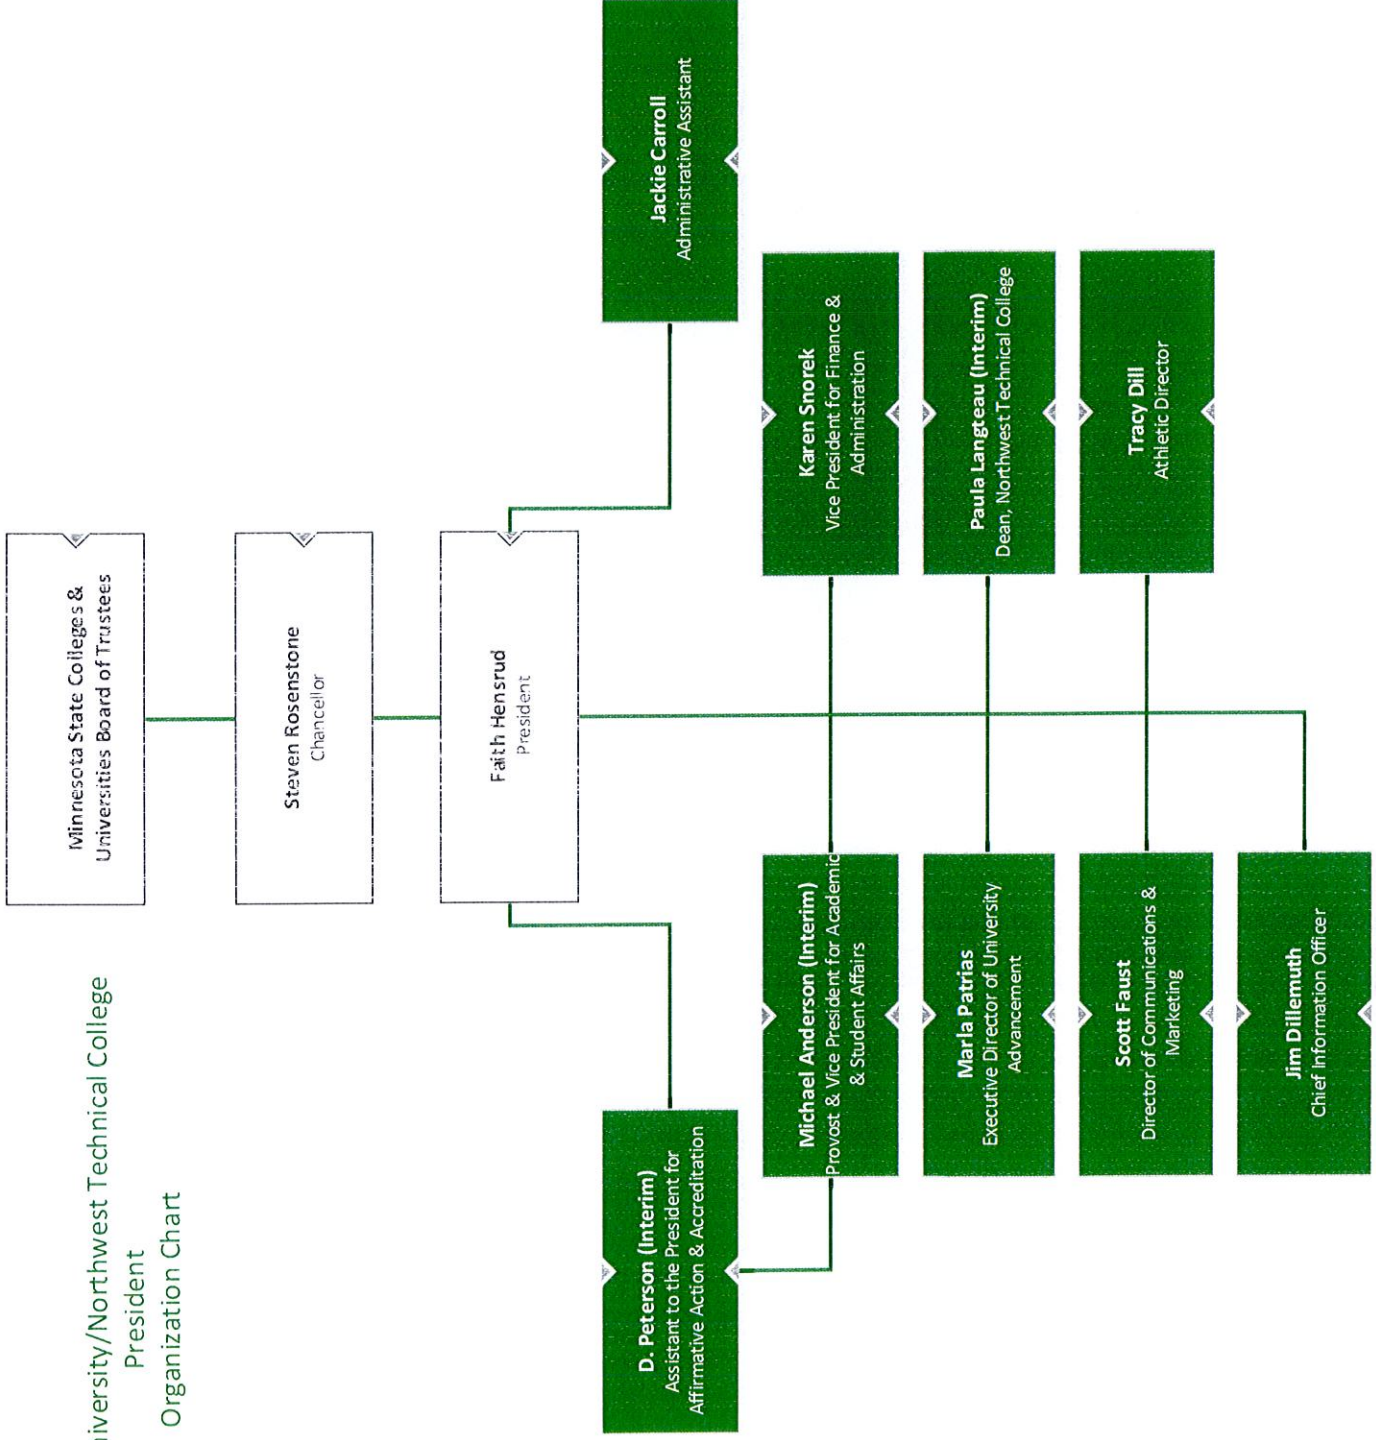 University/Northwest Technical College
President
Organization Chart
Minnesota State Colleges &
Universities Board of Trustees
Steven Rosenstone
Chancellor
Faith Hensrud
President
D. Peterson (Interim)
Assistant to the President for
Affirmative Action & Accreditation
Jackie Carroll
Administrative Assistant
Michael Anderson (Interim)
Provost & Vice President for Academic
& Student Affairs
Karen Snorek
Vice President for Finance &
Administration
Marla Patrias
Executive Director of University
Advancement
Paula Langteau (Interim)
Dean, Northwest Technical College
Scott Faust
Director of Communications &
Marketing
Tracy Dill
Athletic Director
Jim Dillemuth
Chief Information Officer